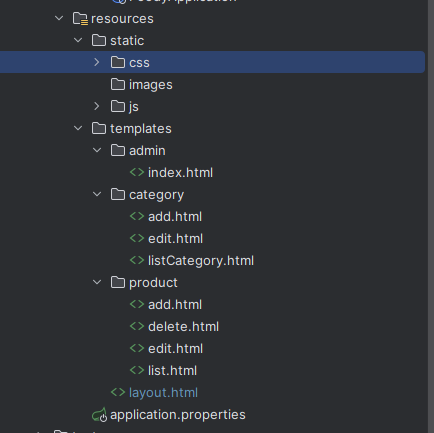 resources
static
css
images
js
templates
admin
index.html
category
add.html
edit.html
listCategory.html
product
add.html
delete.html
edit.html
list.html
layout.html
application.properties